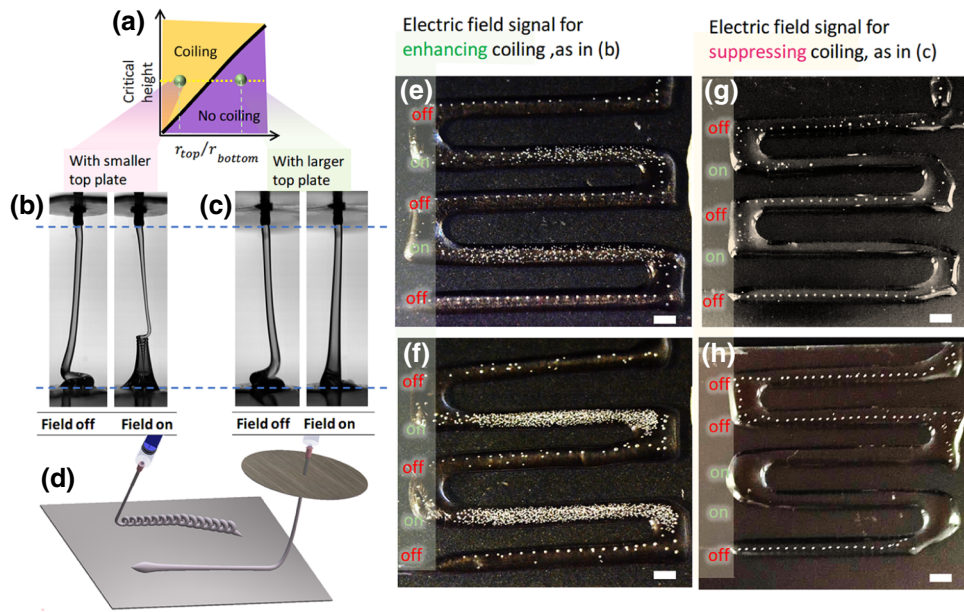 (a)
Coiling
No coiling
Critical
height
r_top/r_bottom
With smaller
top plate
With larger
top plate
(b)
(c)
Field off
Field on
Field off
Field on
(d)
Electric field signal for
enhancing coiling ,as in (b)
(e)
off
on
off
on
off
(f)
off
on
off
on
off
Electric field signal for
suppressing coiling, as in (c)
(g)
off
on
off
on
off
(h)
off
off
on
off